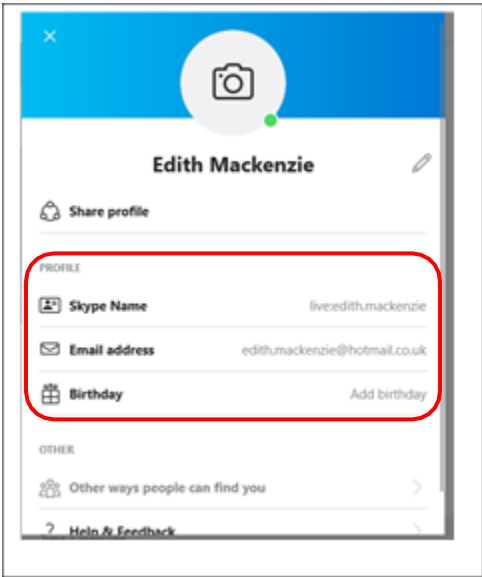 Edith Mackenzie
Share profile
PROFILE
Skype Name live:edith.mackenzie
Email address edith.mackenzie@hotmail.co.uk
Birthday Add birthday
OTHER
Other ways people can find you
? Help & Feedback